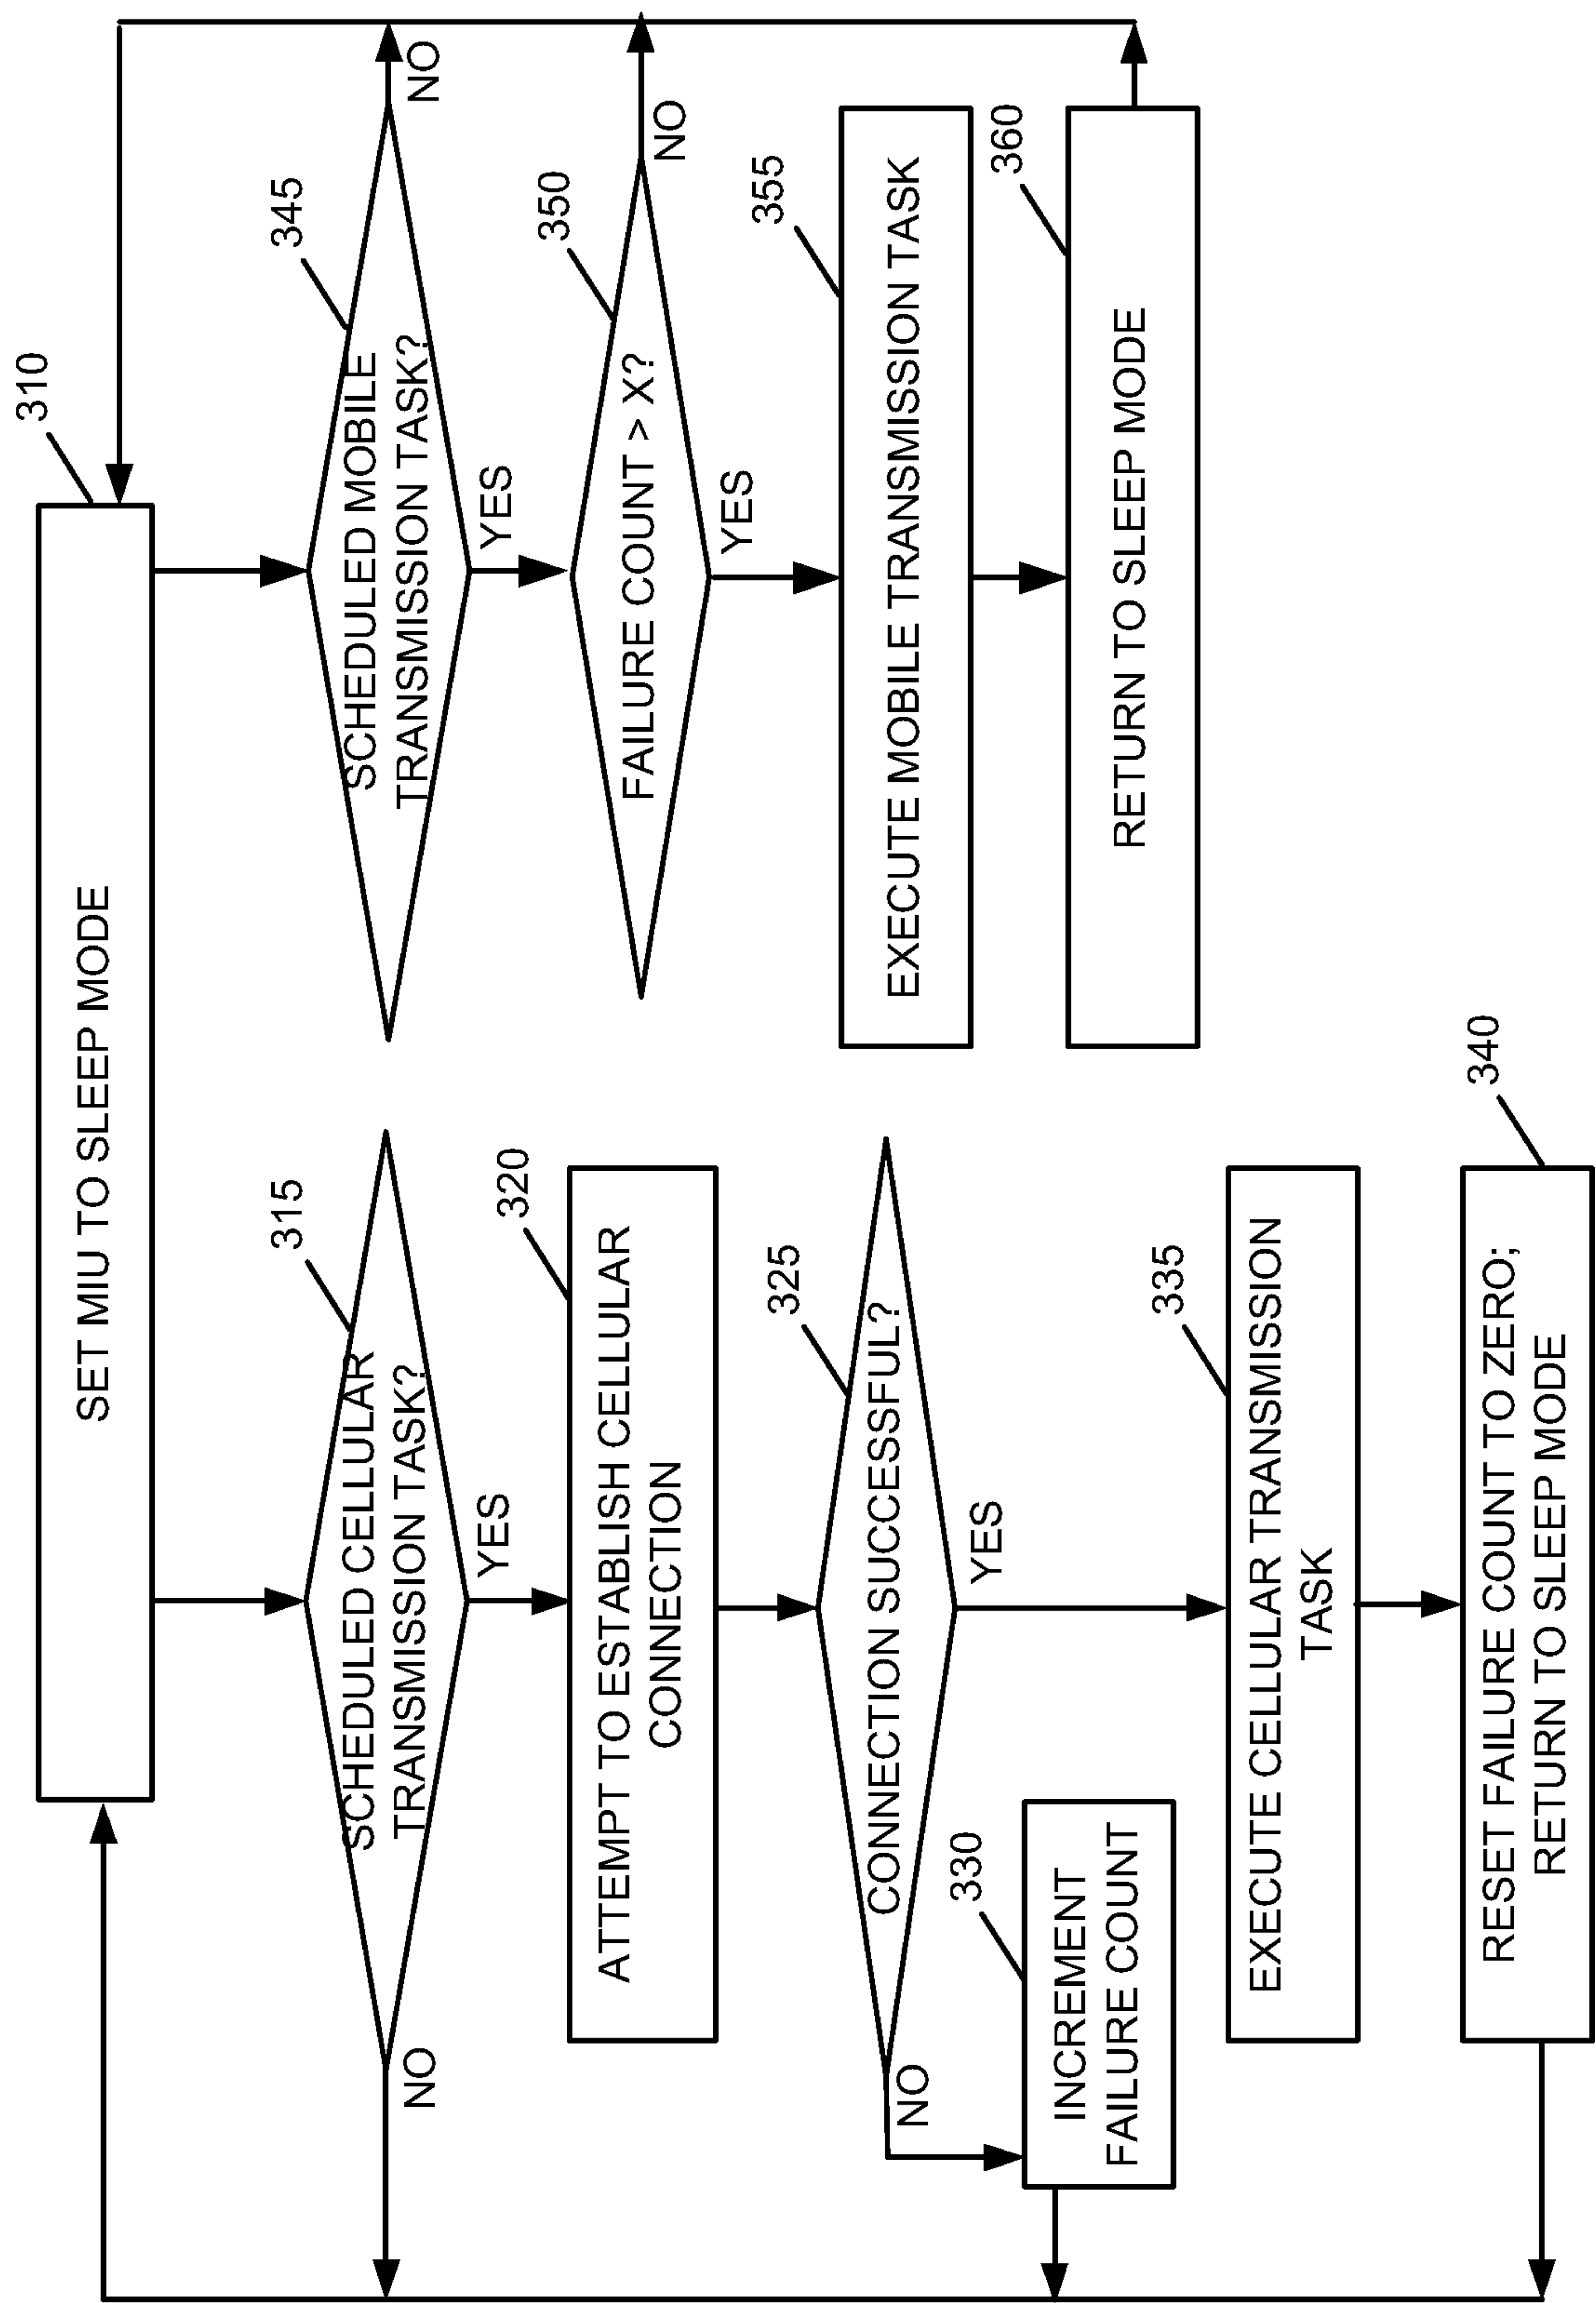 310
SET MIU TO SLEEP MODE
315
SCHEDULED CELLULAR
TRANSMISSION TASK?
NO
YES
320
ATTEMPT TO ESTABLISH CELLULAR
CONNECTION
325
CONNECTION SUCCESSFUL?
NO
YES
330
INCREMENT
FAILURE COUNT
335
EXECUTE CELLULAR TRANSMISSION
TASK
340
RESET FAILURE COUNT TO ZERO;
RETURN TO SLEEP MODE
345
SCHEDULED MOBILE
TRANSMISSION TASK?
NO
YES
350
FAILURE COUNT > X?
NO
YES
355
EXECUTE MOBILE TRANSMISSION TASK
360
RETURN TO SLEEP MODE